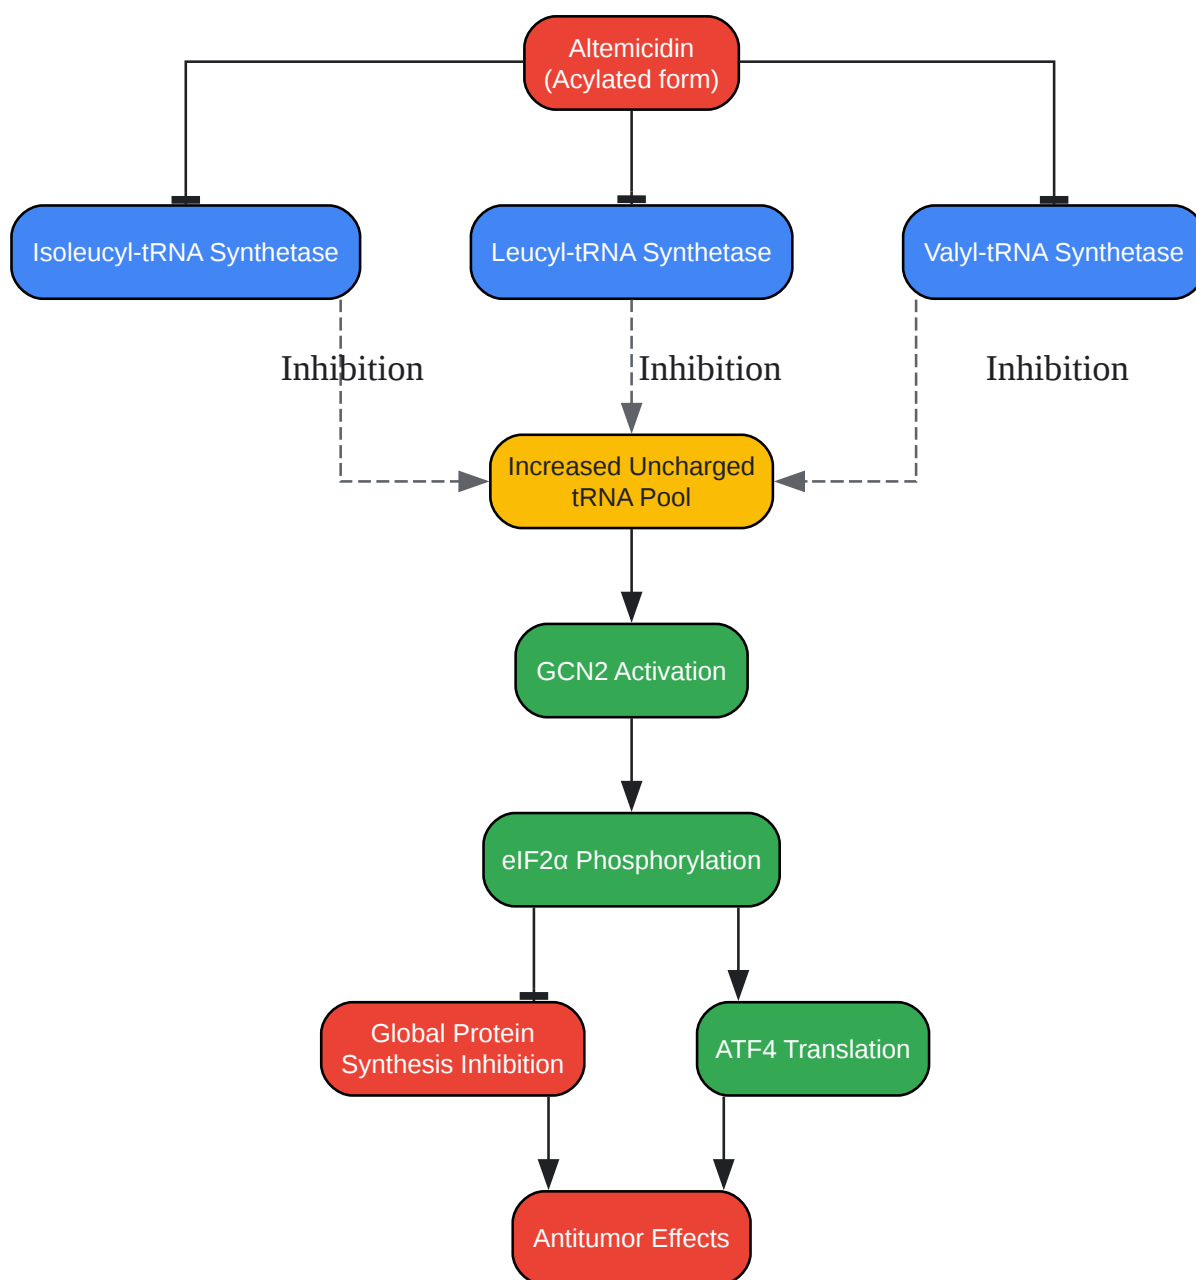 Altemicidin
(Acylated form)
Isoleucyl-tRNA Synthetase
Leucyl-tRNA Synthetase
Valyl-tRNA Synthetase
Inhibition
Inhibition
Inhibition
Increased Uncharged
tRNA Pool
GCN2 Activation
eIF2α Phosphorylation
Global Protein
Synthesis Inhibition
ATF4 Translation
Antitumor Effects